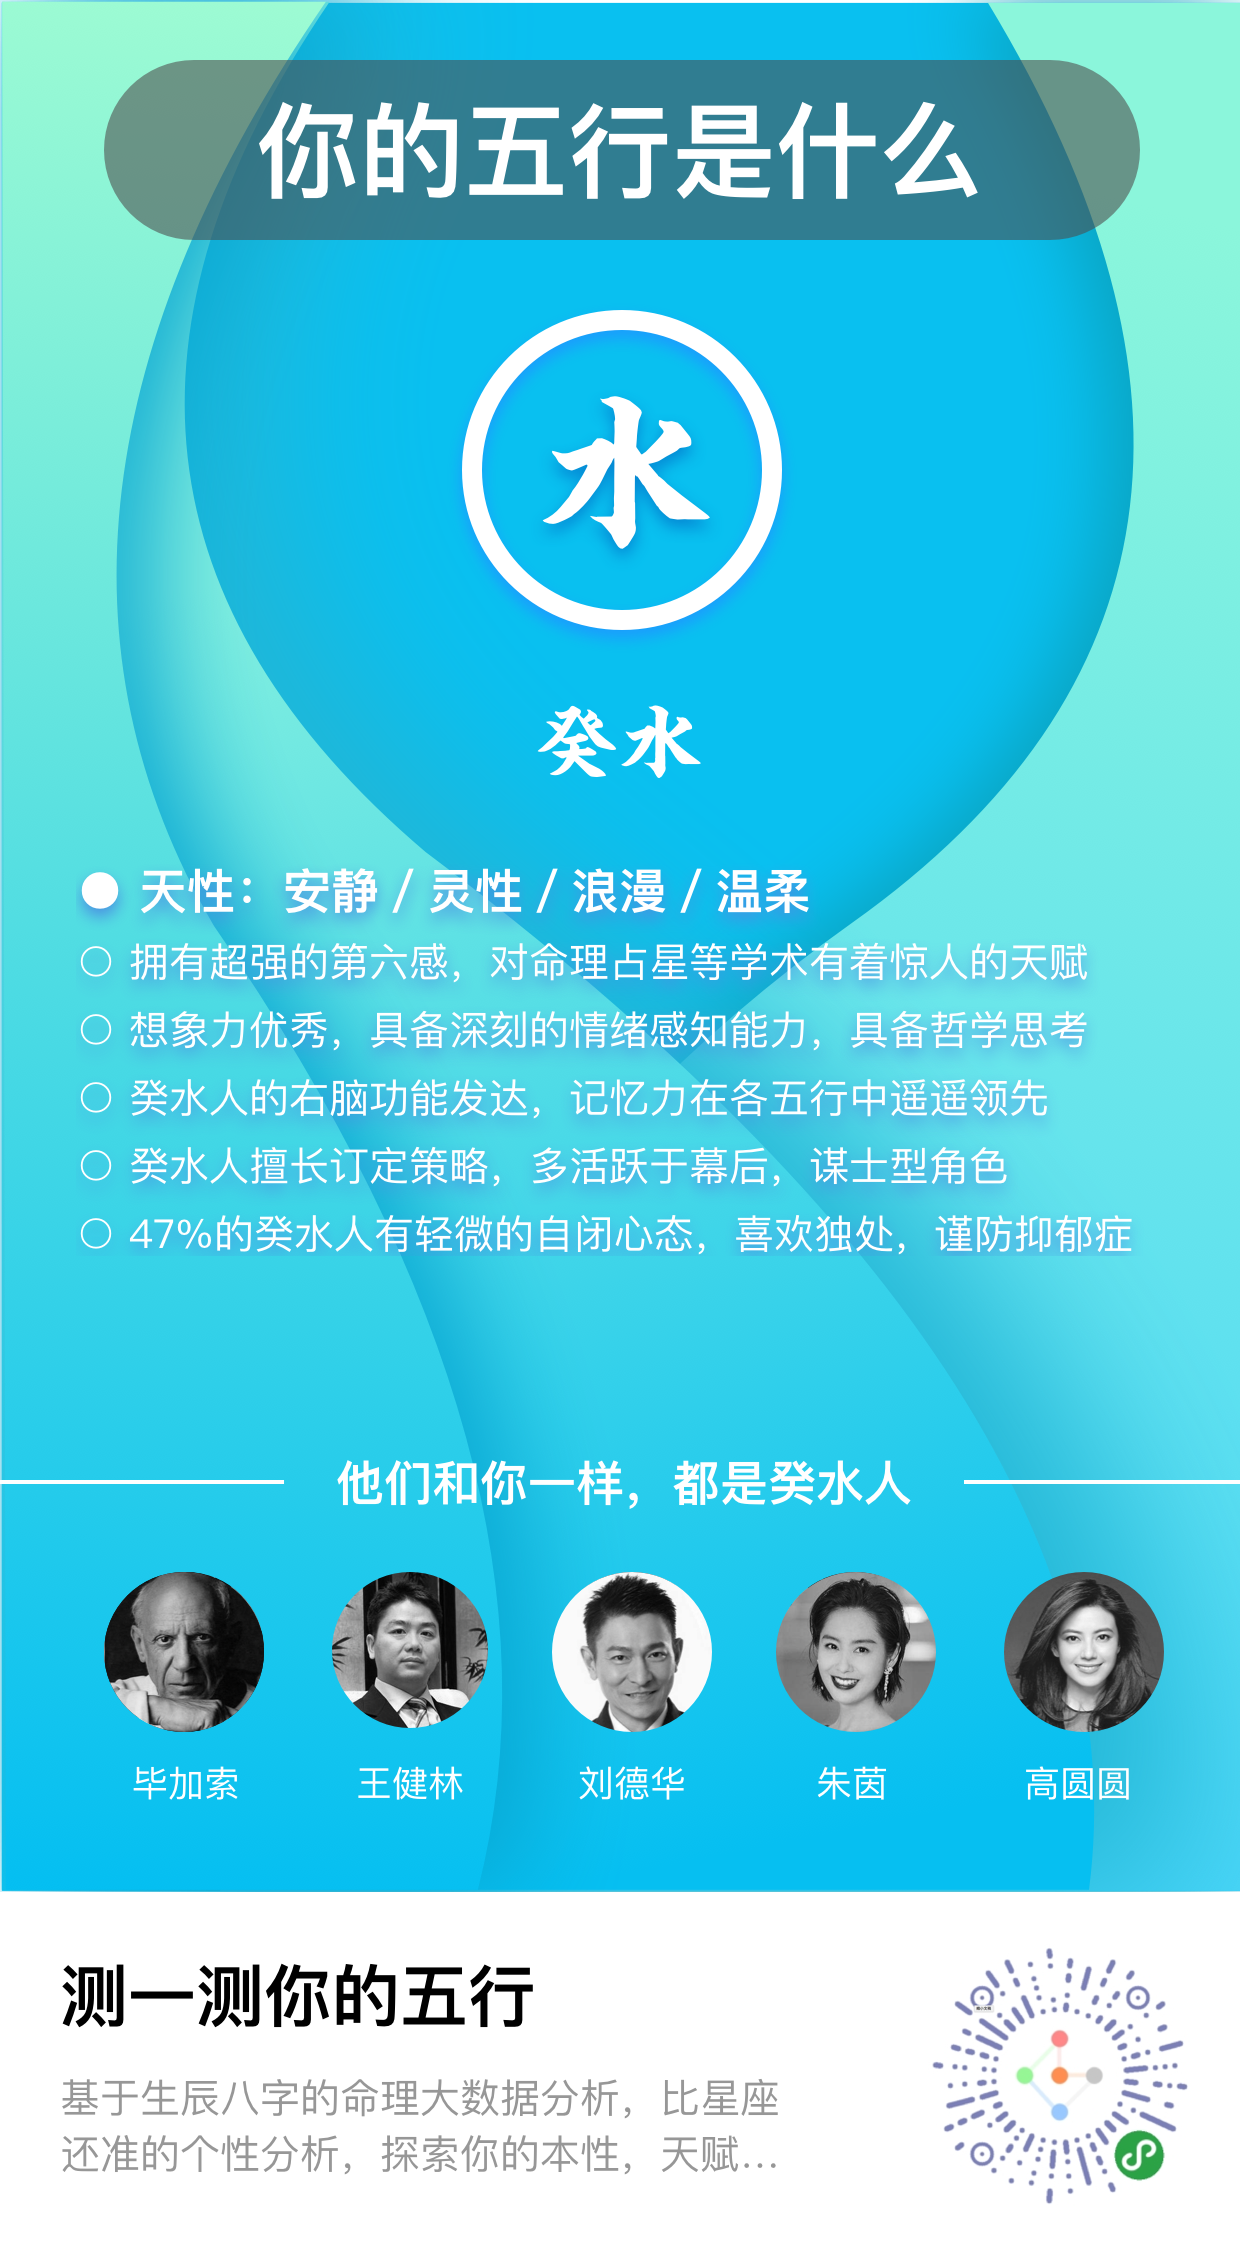 你的五行是什么
水
癸水
天性：安静 / 灵性 / 浪漫 / 温柔
拥有超强的第六感，对命理占星等学术有着惊人的天赋
想象力优秀，具备深刻的情绪感知能力，具备哲学思考
癸水人的右脑功能发达，记忆力在各五行中遥遥领先
癸水人擅长订定策略，多活跃于幕后，谋士型角色
47%的癸水人有轻微的自闭心态，喜欢独处，谨防抑郁症
他们和你一样，都是癸水人
毕加索 王健林 刘德华 朱茵 高圆圆
测一测你的五行
基于生辰八字的命理大数据分析，比星座
还准的个性分析，探索你的本性，天赋...